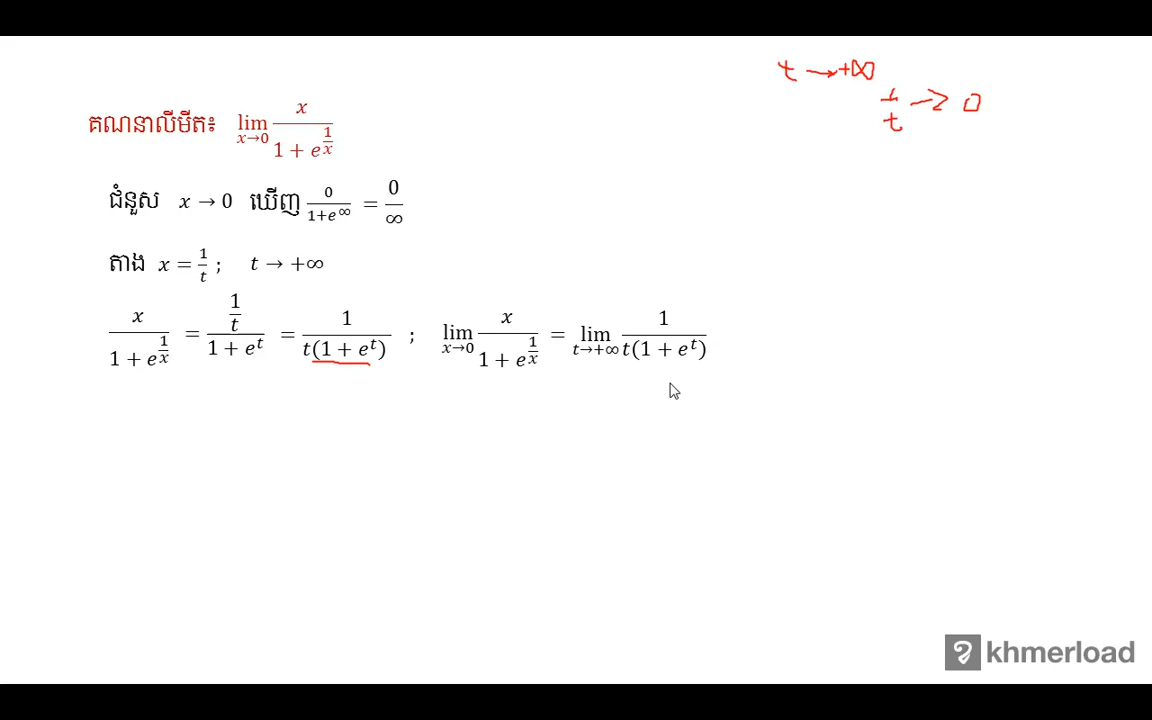 t → +∞
1/t → 0
គណនាលីមីត៖ lim_{x→0} x/(1 + e^{1/x})
ជំនួស x → 0 ឃើញ 0/(1+e^∞) = 0/∞
តាង x = 1/t ; t → +∞
x/(1 + e^{1/x}) = (1/t)/(1 + e^t) = 1/(t(1 + e^t)) ; lim_{x→0} x/(1 + e^{1/x}) = lim_{t→+∞} 1/(t(1 + e^t))
khmerload